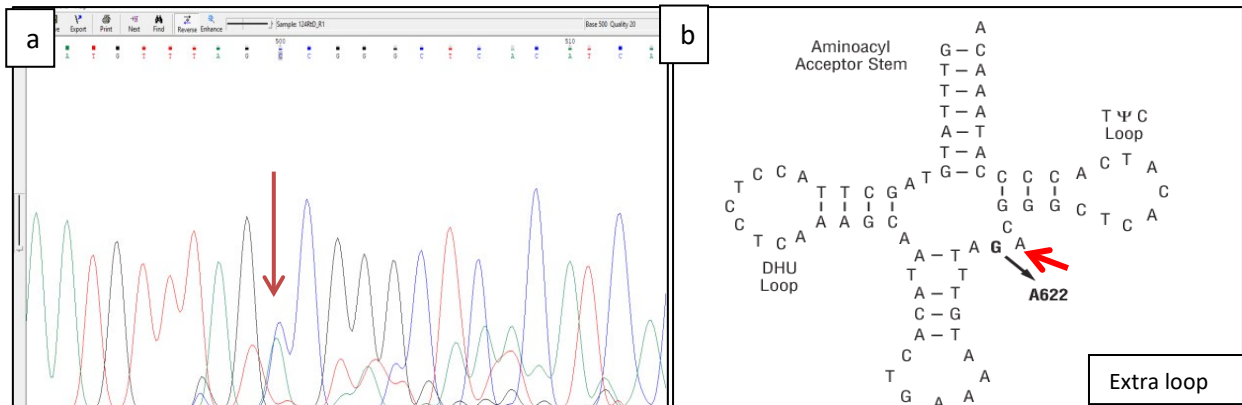 a
Export Print Next Find Reverse Enhance Sample: 124RtD_R1 Base 500 Quality 20
500 510
A T G T T T A G C C G G G C T C A C A T C A
b
Aminoacyl
Acceptor Stem
A
G – C
T – A
T – A
T – A
A – T
T – A
G – C
TΨC
Loop
T C C A T T C G A T
C C C A C T A C A C T C
C C T C A A A G C A
G G G C A
DHU
Loop
A T A G
A622
A T
T T
A – T
C – G
A – T
C A
T A
G A A
Extra loop